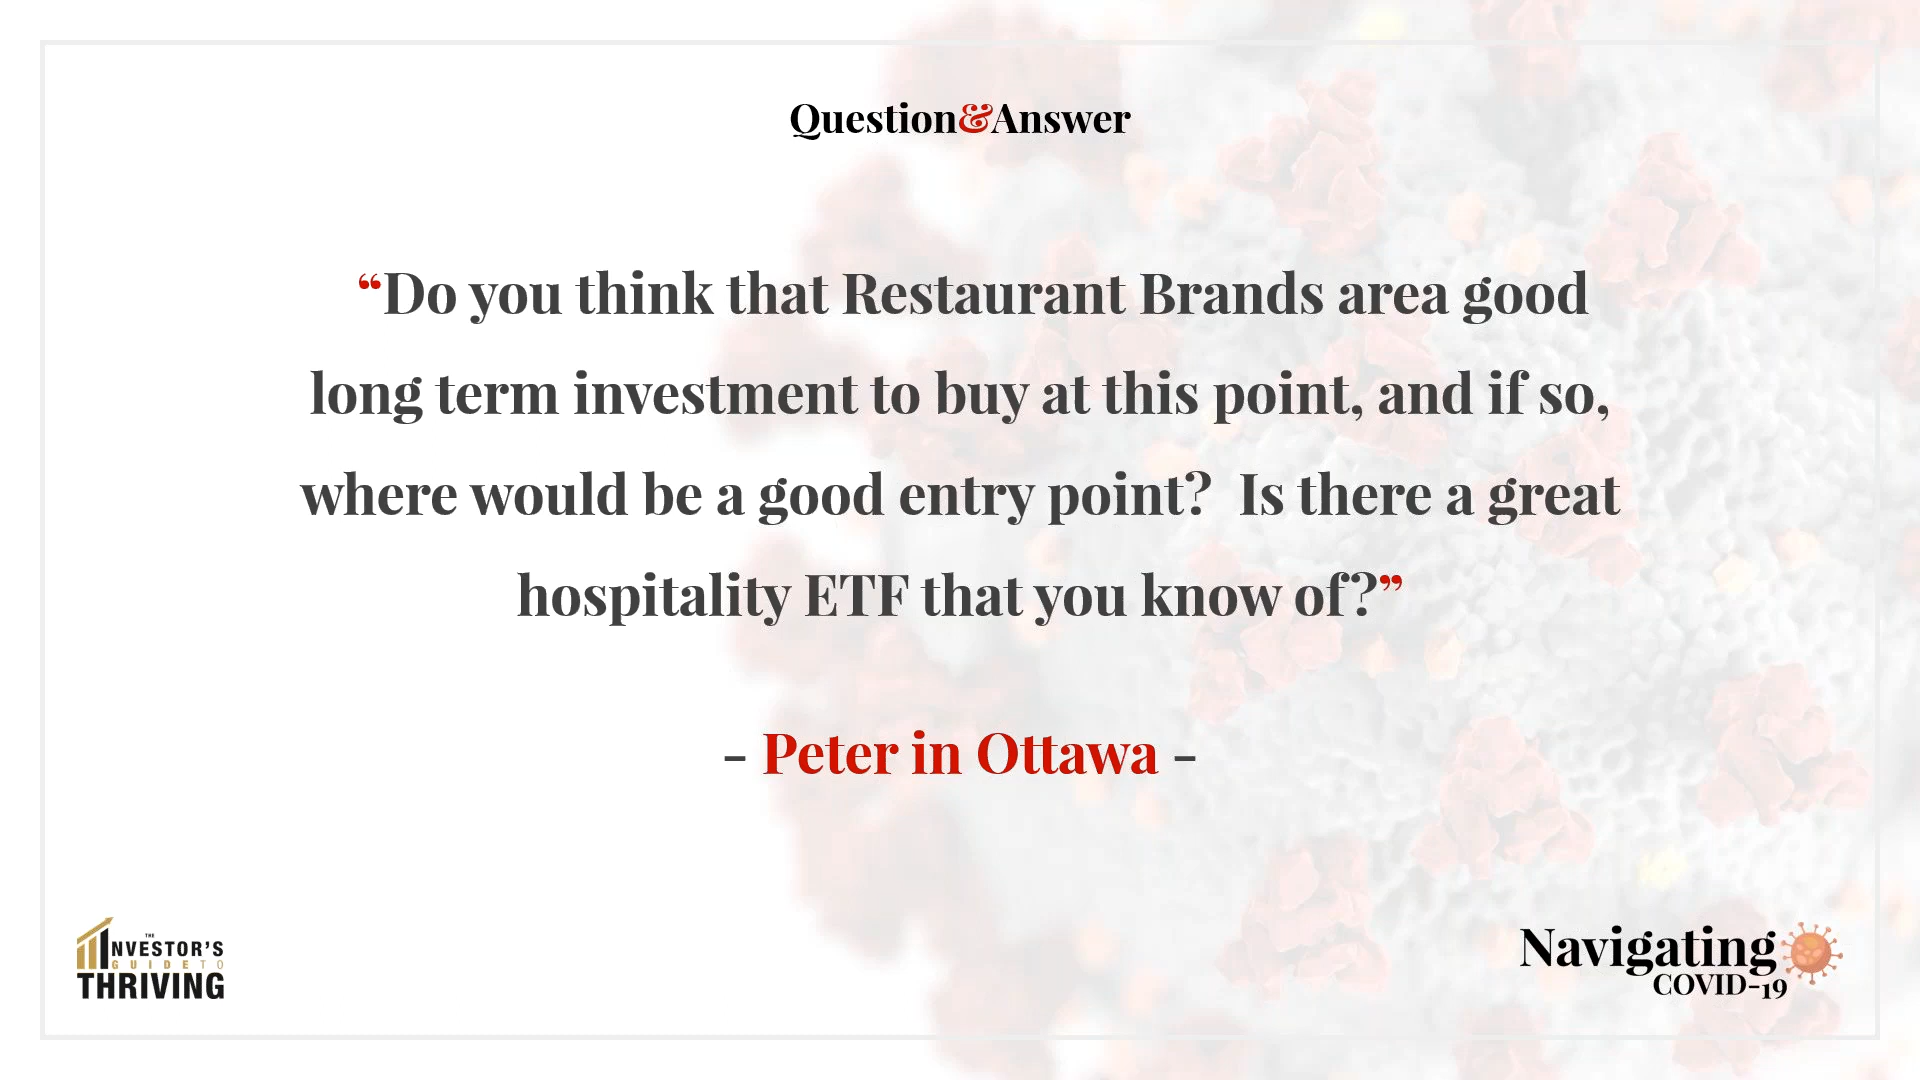 Question&Answer
“Do you think that Restaurant Brands area good
long term investment to buy at this point, and if so,
where would be a good entry point?  Is there a great
hospitality ETF that you know of?”
- Peter in Ottawa -
THE
INVESTOR'S
GUIDE TO
THRIVING
Navigating
COVID-19